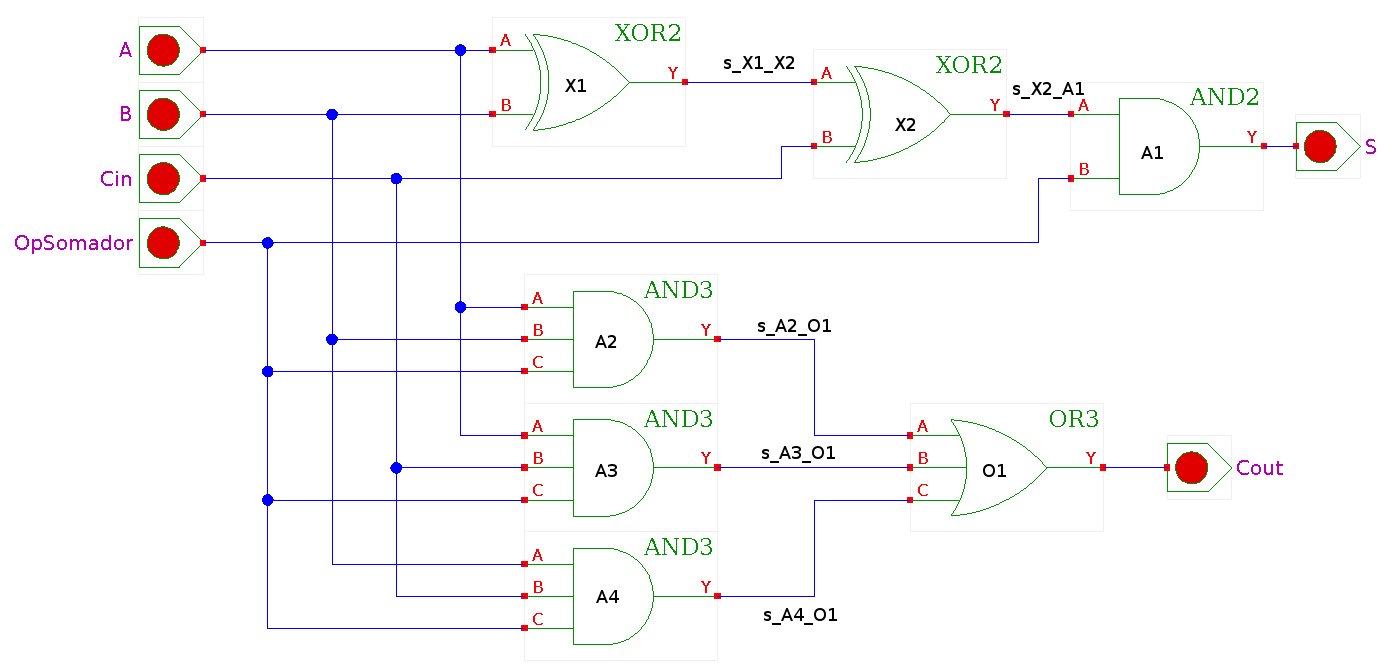 A
B
Cin
OpSomador
A
B
X1
Y
XOR2
s_X1_X2
A
B
X2
Y
XOR2
s_X2_A1
A
B
A1
Y
AND2
S
A
B
C
A2
Y
AND3
s_A2_O1
A
B
C
A3
Y
AND3
s_A3_O1
A
B
C
A4
Y
AND3
s_A4_O1
A
B
C
O1
Y
OR3
Cout